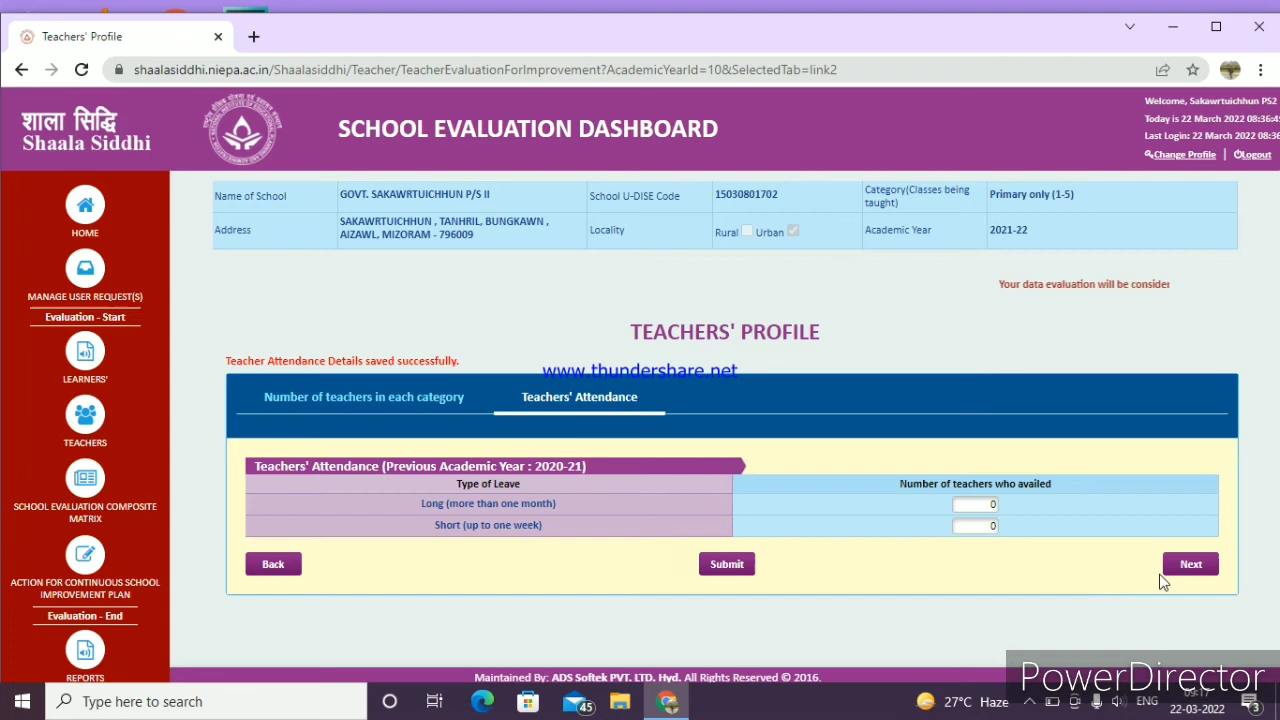 Teachers' Profile
shaalasiddhi.niepa.ac.in/Shaalasiddhi/Teacher/TeacherEvaluationForImprovement?AcademicYearId=10&SelectedTab=link2
शाला सिद्धि
Shaala Siddhi
SCHOOL EVALUATION DASHBOARD
Welcome, Sakawrtuichhun PS2
Today is 22 March 2022 08:36:4
Last Login: 22 March 2022 08:36
Change Profile | Logout
HOME
MANAGE USER REQUEST(S)
Evaluation - Start
LEARNERS'
TEACHERS
SCHOOL EVALUATION COMPOSITE
MATRIX
ACTION FOR CONTINUOUS SCHOOL
IMPROVEMENT PLAN
Evaluation - End
REPORTS
Name of School GOVT. SAKAWRTUICHHUN P/S II School U-DISE Code 15030801702 Category(Classes being taught) Primary only (1-5)
Address SAKAWRTUICHHUN , TANHRIL, BUNGKAWN , AIZAWL, MIZORAM - 796009 Locality Rural Urban Academic Year 2021-22
Your data evaluation will be consider
TEACHERS' PROFILE
Teacher Attendance Details saved successfully.
www.thundershare.net
Number of teachers in each category Teachers' Attendance
Teachers' Attendance (Previous Academic Year : 2020-21)
Type of Leave Number of teachers who availed
Long (more than one month) 0
Short (up to one week) 0
Back Submit Next
Maintained By: ADS Softek PVT. LTD. Hyd. All Rights Reserved © 2016.
PowerDirector
Type here to search
45
27°C Haze
ENG
22-03-2022
3